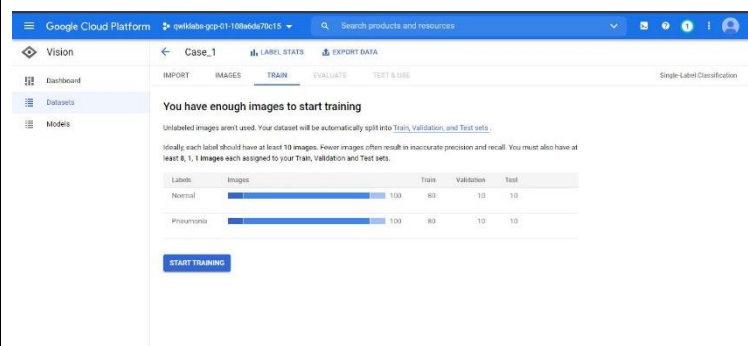 Google Cloud Platform
qwiklabs-gcp-01-108a6da70c15
Search products and resources
1
Vision
Case_1
LABEL STATS
EXPORT DATA
IMPORT IMAGES TRAIN EVALUATE TEST & USE
Single-Label Classification
Dashboard
Datasets
Models
You have enough images to start training
Unlabeled images aren't used. Your dataset will be automatically split into Train, Validation, and Test sets .
Ideally, each label should have at least 10 images. Fewer images often result in inaccurate precision and recall. You must also have at
least 8, 1, 1 images each assigned to your Train, Validation and Test sets.
Labels Images Train Validation Test
Normal 100 80 10 10
Pneumonia 100 80 10 10
START TRAINING